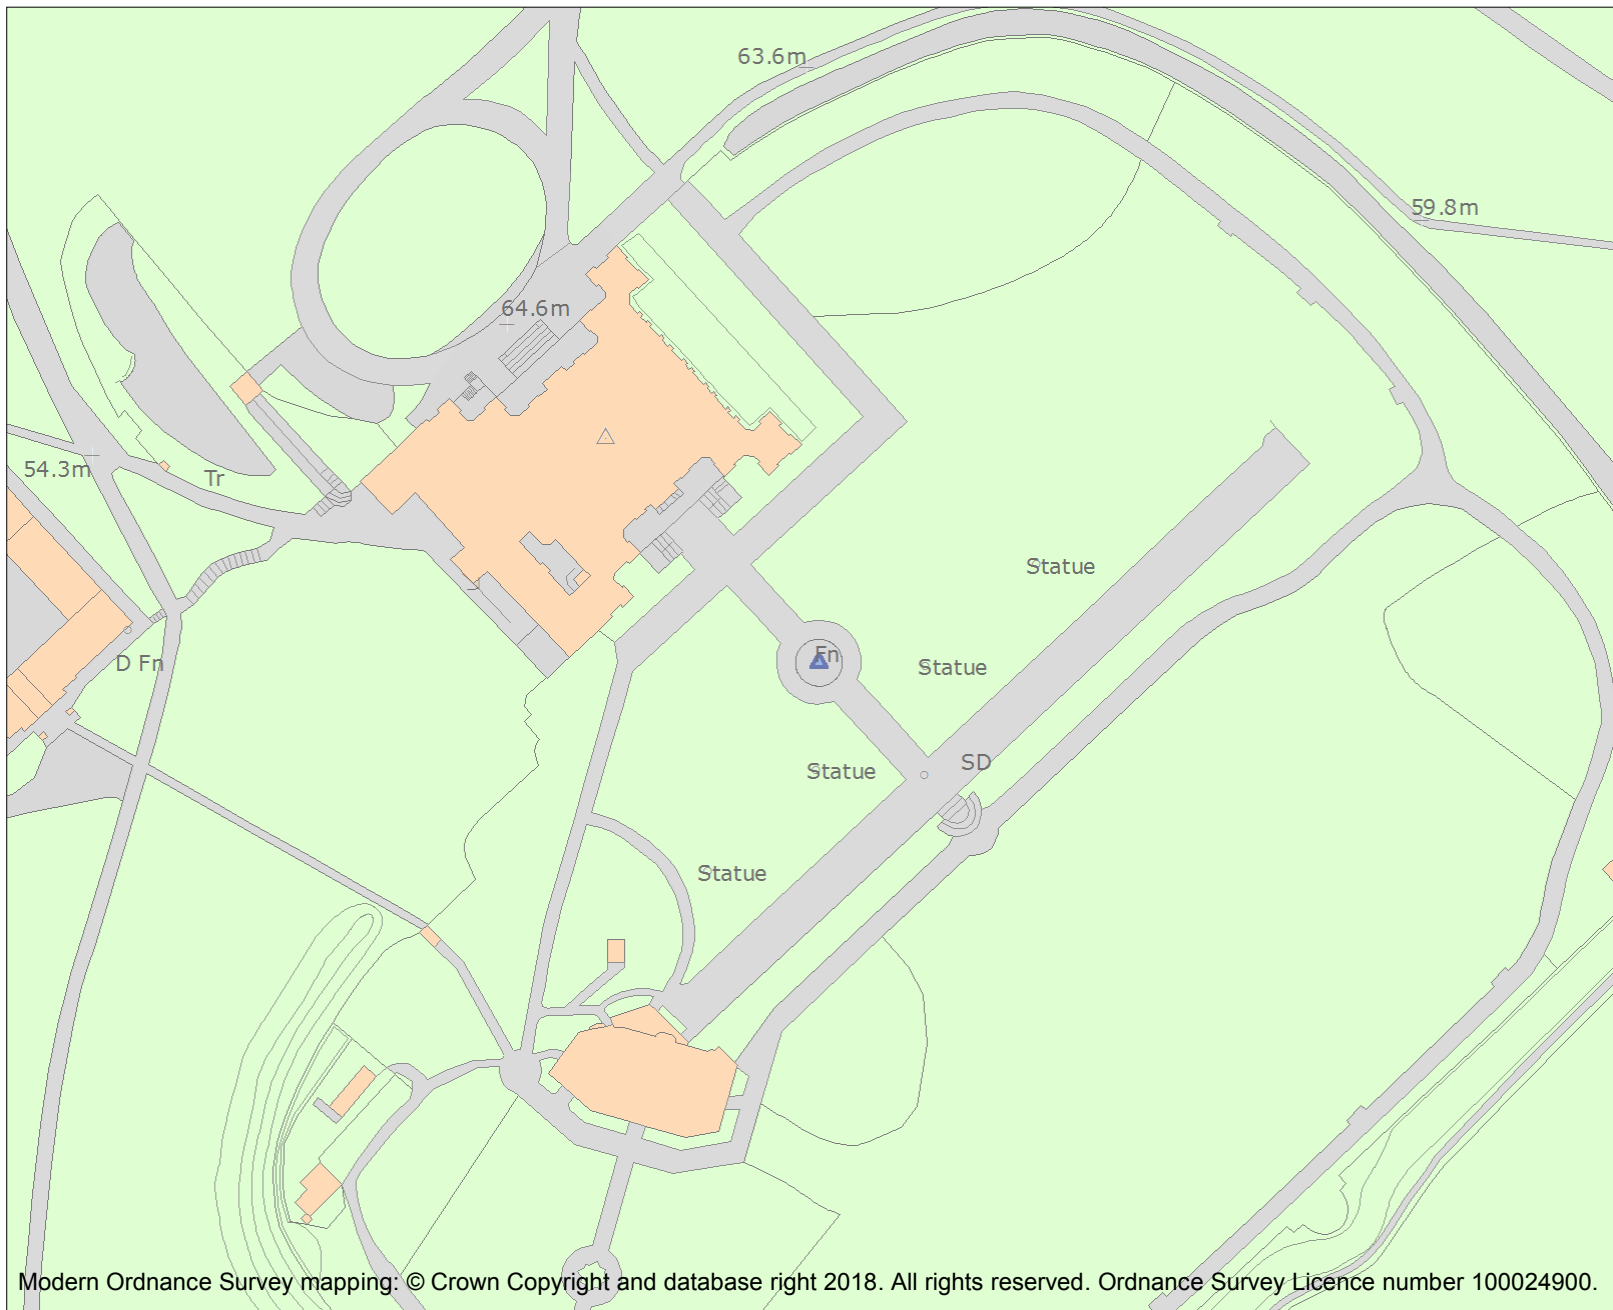 63.6m
59.8m
64.6m
54.3m
Tr
Statue
D Fn
Fn
Statue
SD
Statue
Statue
Modern Ordnance Survey mapping: © Crown Copyright and database right 2018. All rights reserved. Ordnance Survey Licence number 100024900.